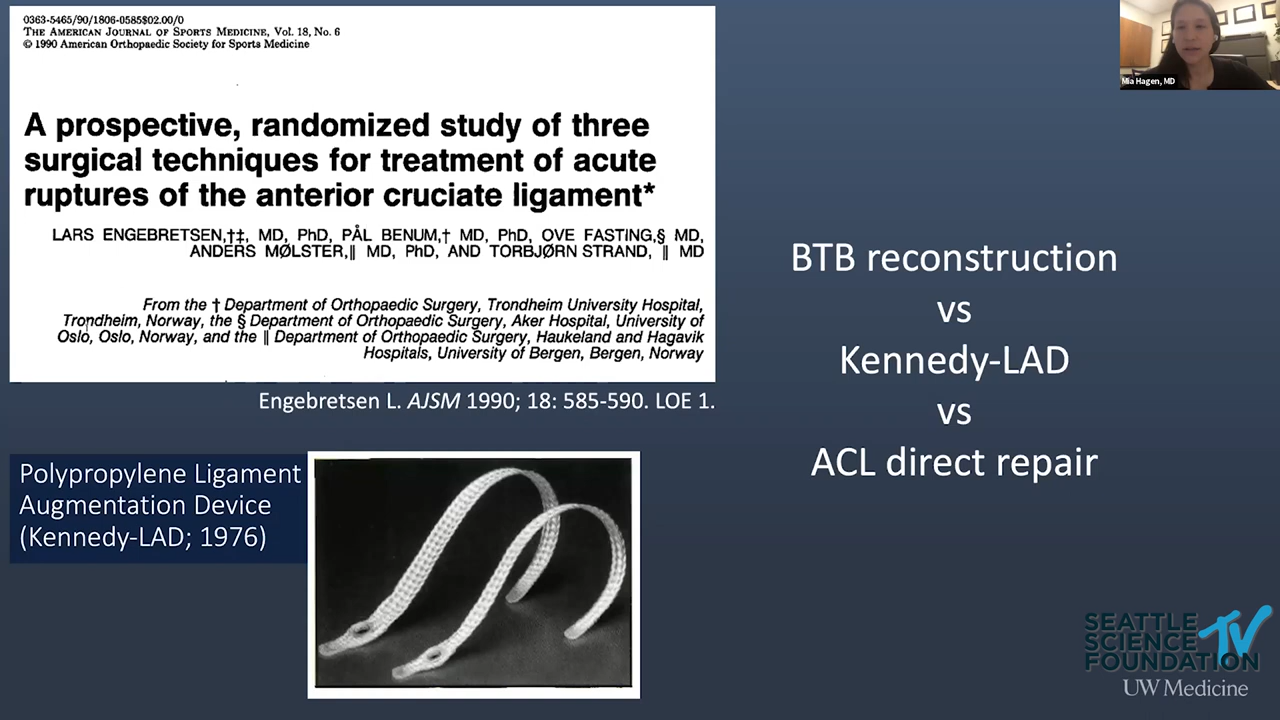 0363-5465/90/1806-0585$02.00/0
THE AMERICAN JOURNAL OF SPORTS MEDICINE, Vol. 18, No. 6
© 1990 American Orthopaedic Society for Sports Medicine
A prospective, randomized study of three
surgical techniques for treatment of acute
ruptures of the anterior cruciate ligament*
LARS ENGEBRETSEN,†‡, MD, PhD, PÅL BENUM,† MD, PhD, OVE FASTING,§ MD,
ANDERS MØLSTER,‖ MD, PhD, AND TORBJØRN STRAND, ‖ MD
From the † Department of Orthopaedic Surgery, Trondheim University Hospital,
Trondheim, Norway, the § Department of Orthopaedic Surgery, Aker Hospital, University of
Oslo, Oslo, Norway, and the ‖ Department of Orthopaedic Surgery, Haukeland and Hagavik
Hospitals, University of Bergen, Bergen, Norway
Engebretsen L. AJSM 1990; 18: 585-590. LOE 1.
Polypropylene Ligament
Augmentation Device
(Kennedy-LAD; 1976)
BTB reconstruction
vs
Kennedy-LAD
vs
ACL direct repair
Mia Hagen, MD
SEATTLE
SCIENCE TV
FOUNDATION
UW Medicine